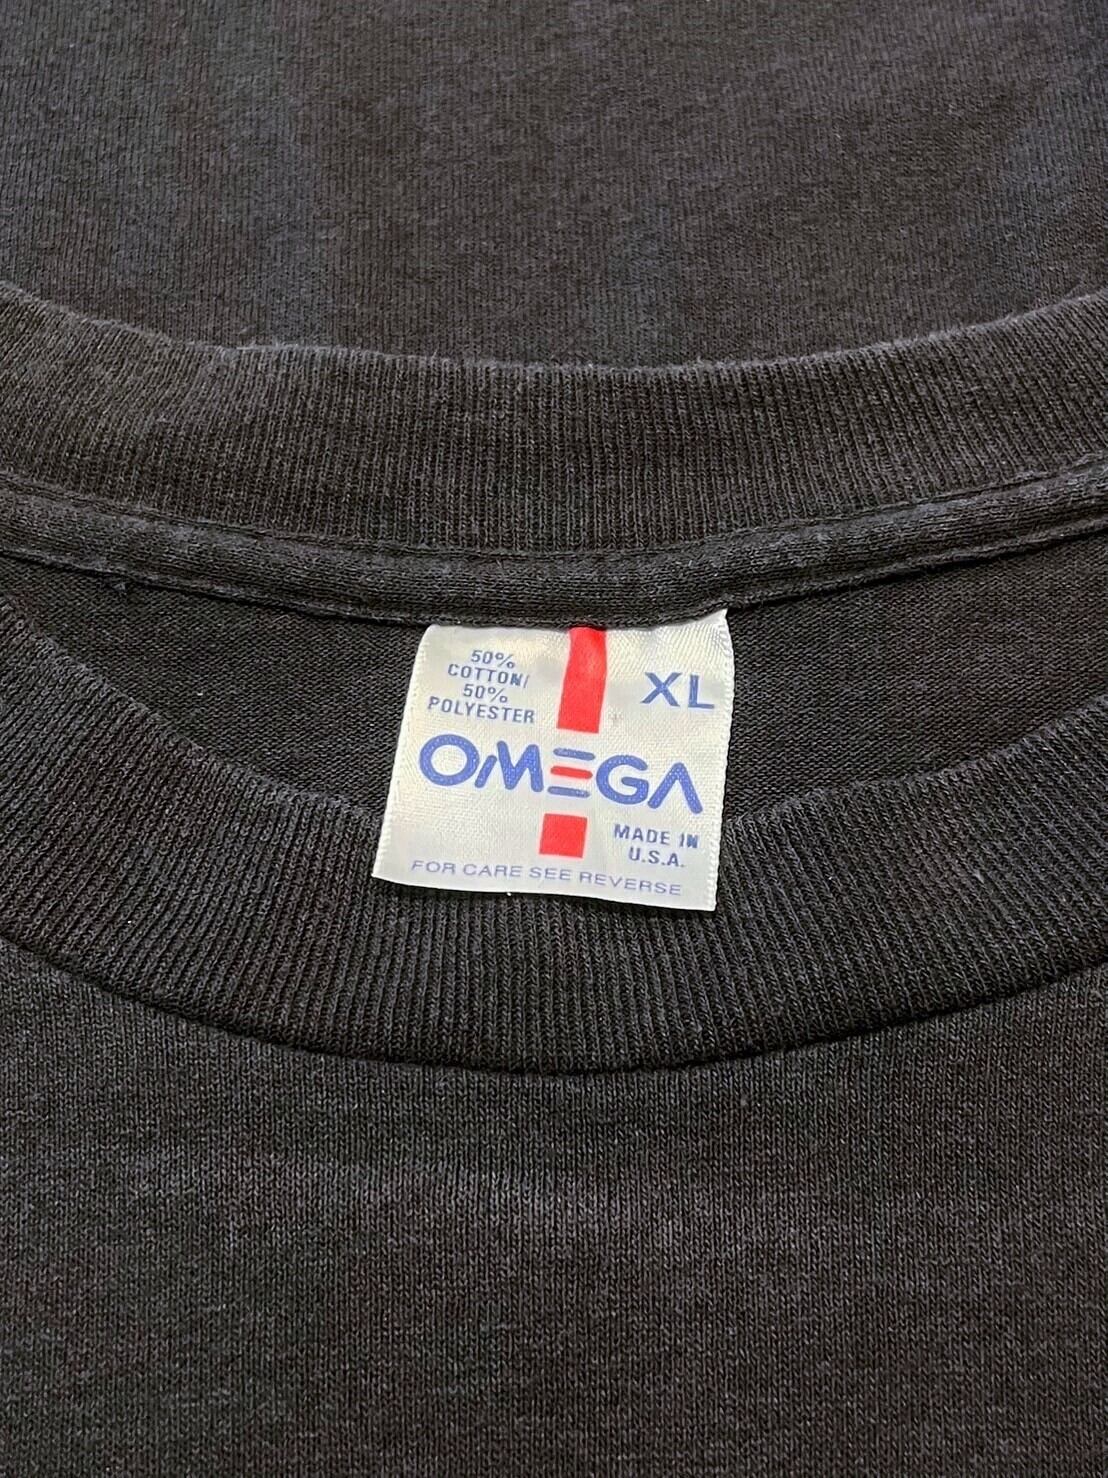 50%
COTTON/
50%
POLYESTER
XL
OMEGA
MADE IN
U.S.A.
FOR CARE SEE REVERSE